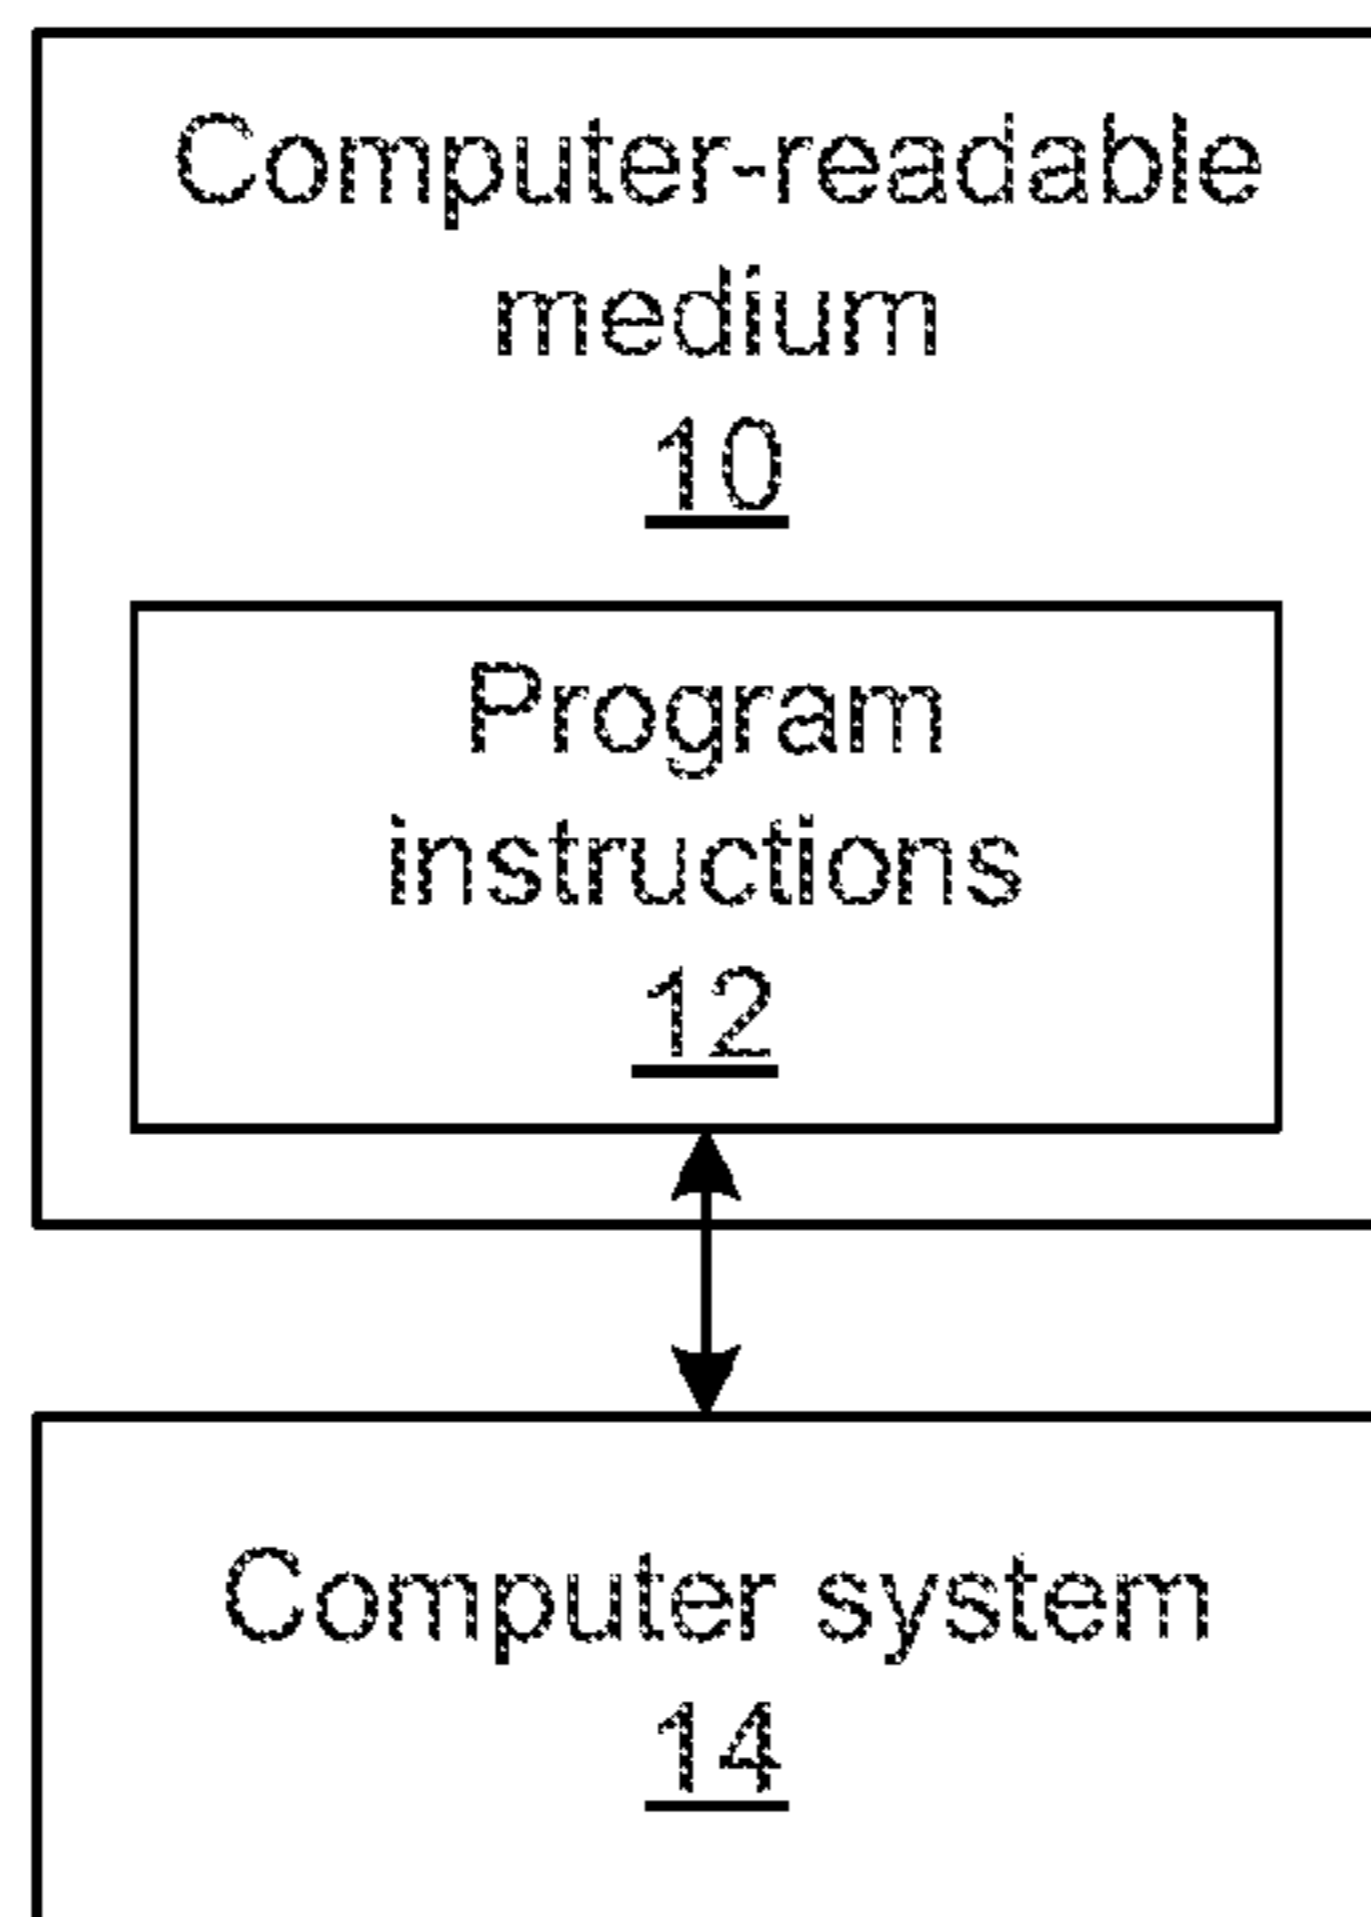 Computer-readable
medium
10
Program
instructions
12
Computer system
14